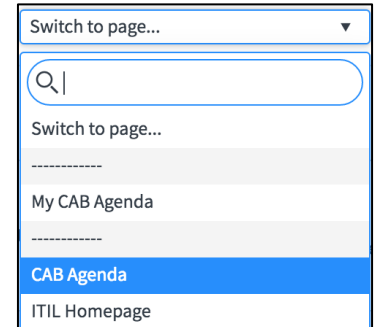 Switch to page...
Switch to page...
------------
My CAB Agenda
------------
CAB Agenda
ITIL Homepage